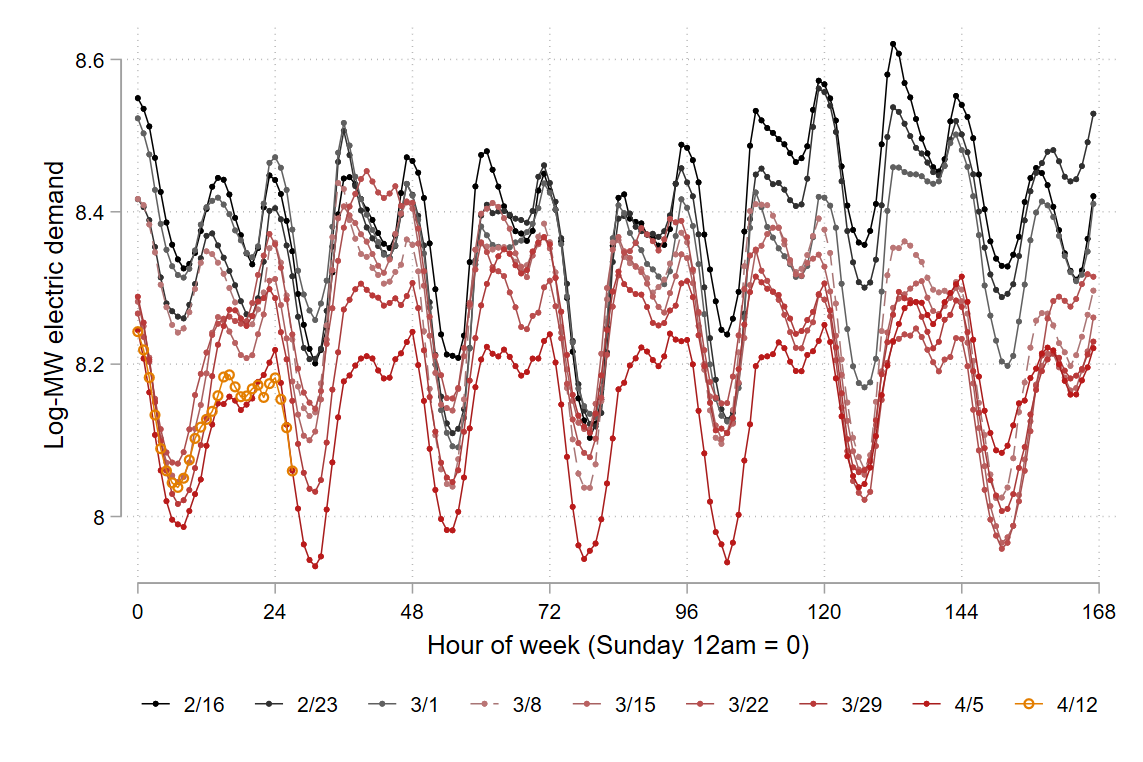 8.6
8.4
8.2
8
Log-MW electric demand
0 24 48 72 96 120 144 168
Hour of week (Sunday 12am = 0)
2/16 2/23 3/1 3/8 3/15 3/22 3/29 4/5 4/12